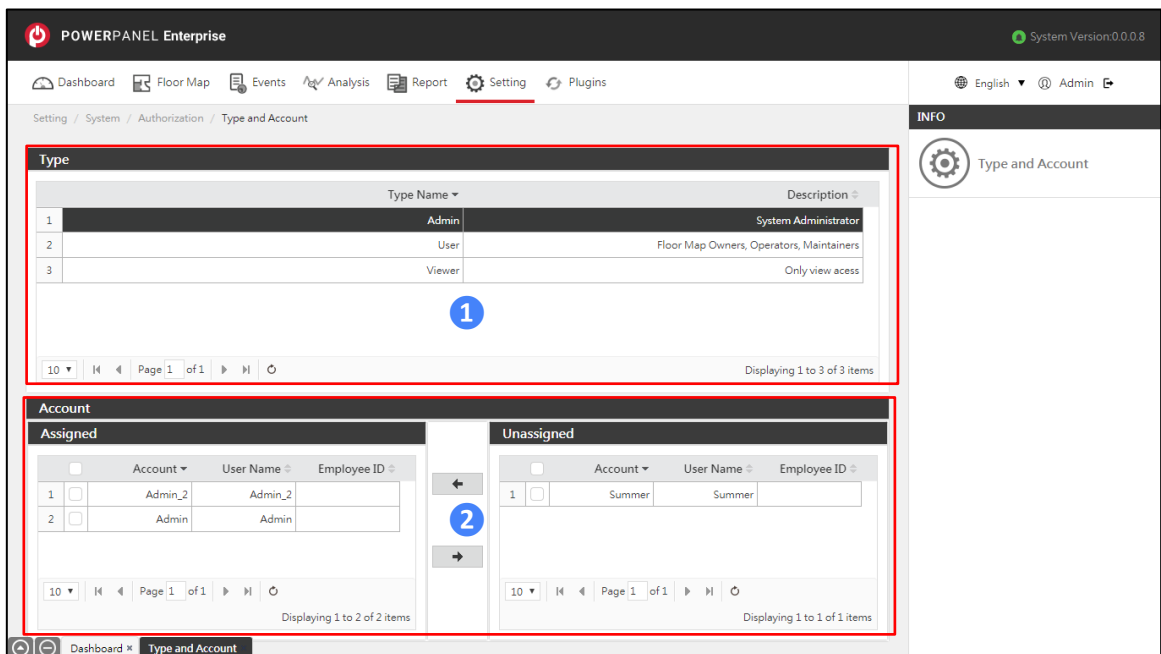 POWERPANEL Enterprise
System Version:0.0.0.8
Dashboard Floor Map Events Analysis Report Setting Plugins
English ▼ Admin
Setting / System / Authorization / Type and Account
INFO
Type and Account
Type
Type Name Description
1 Admin System Administrator
2 User Floor Map Owners, Operators, Maintainers
3 Viewer Only view acess
1
10 ▼ Page 1 of 1 Displaying 1 to 3 of 3 items
Account
Assigned
Account User Name Employee ID
1 Admin_2 Admin_2
2 Admin Admin
10 ▼ Page 1 of 1
Displaying 1 to 2 of 2 items
2
Unassigned
Account User Name Employee ID
1 Summer Summer
10 ▼ Page 1 of 1
Displaying 1 to 1 of 1 items
Dashboard × Type and Account